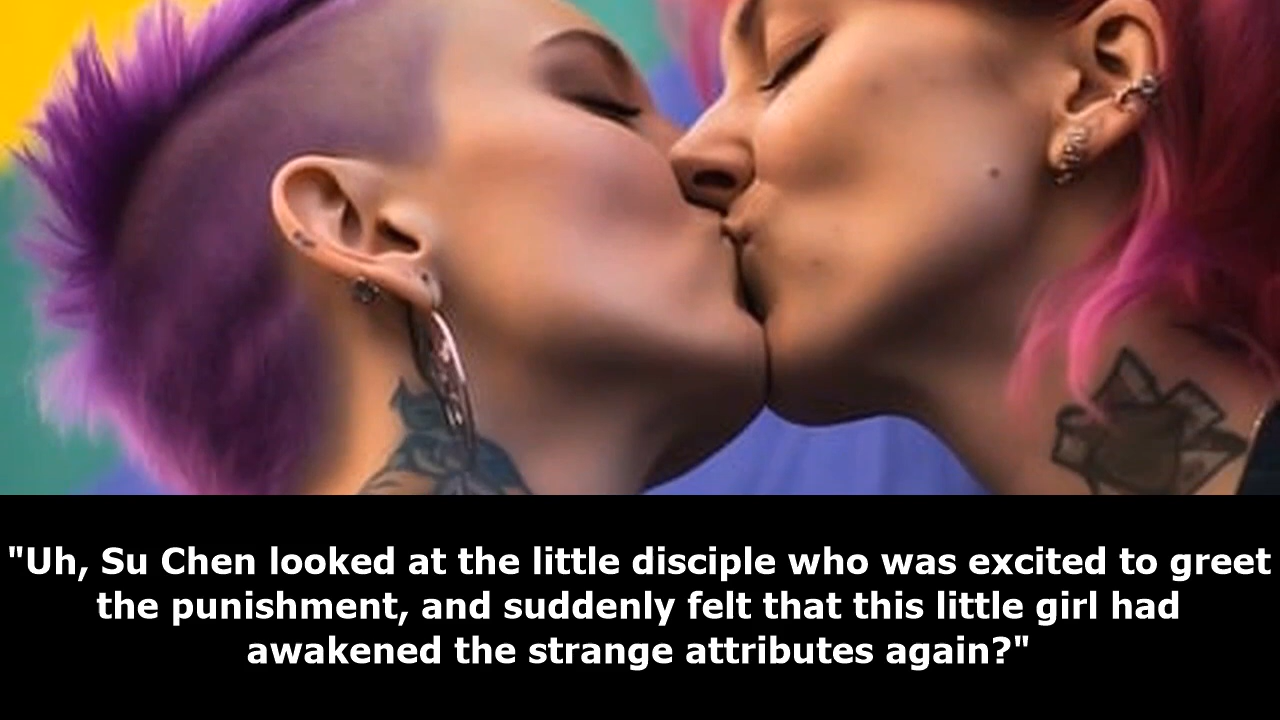 "Uh, Su Chen looked at the little disciple who was excited to greet
the punishment, and suddenly felt that this little girl had
awakened the strange attributes again?"